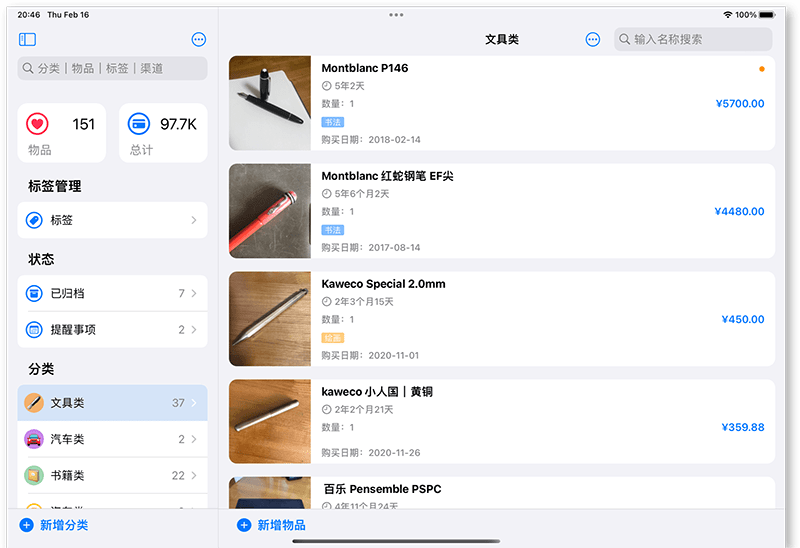 20:46 Thu Feb 16
100%
分类｜物品｜标签｜渠道
151
物品
97.7K
总计
标签管理
标签
状态
已归档 7
提醒事项 2
分类
文具类 37
汽车类 2
书籍类 22
新增分类
文具类
输入名称搜索
Montblanc P146
5年2天
数量：1
¥5700.00
书法
购买日期：2018-02-14
Montblanc 红蛇钢笔 EF尖
5年6个月2天
数量：1
¥4480.00
书法
购买日期：2017-08-14
Kaweco Special 2.0mm
2年3个月15天
数量：1
¥450.00
绘画
购买日期：2020-11-01
kaweco 小人国｜黄铜
2年2个月21天
数量：1
¥359.88
购买日期：2020-11-26
百乐 Pensemble PSPC
4年11个月24天
新增物品